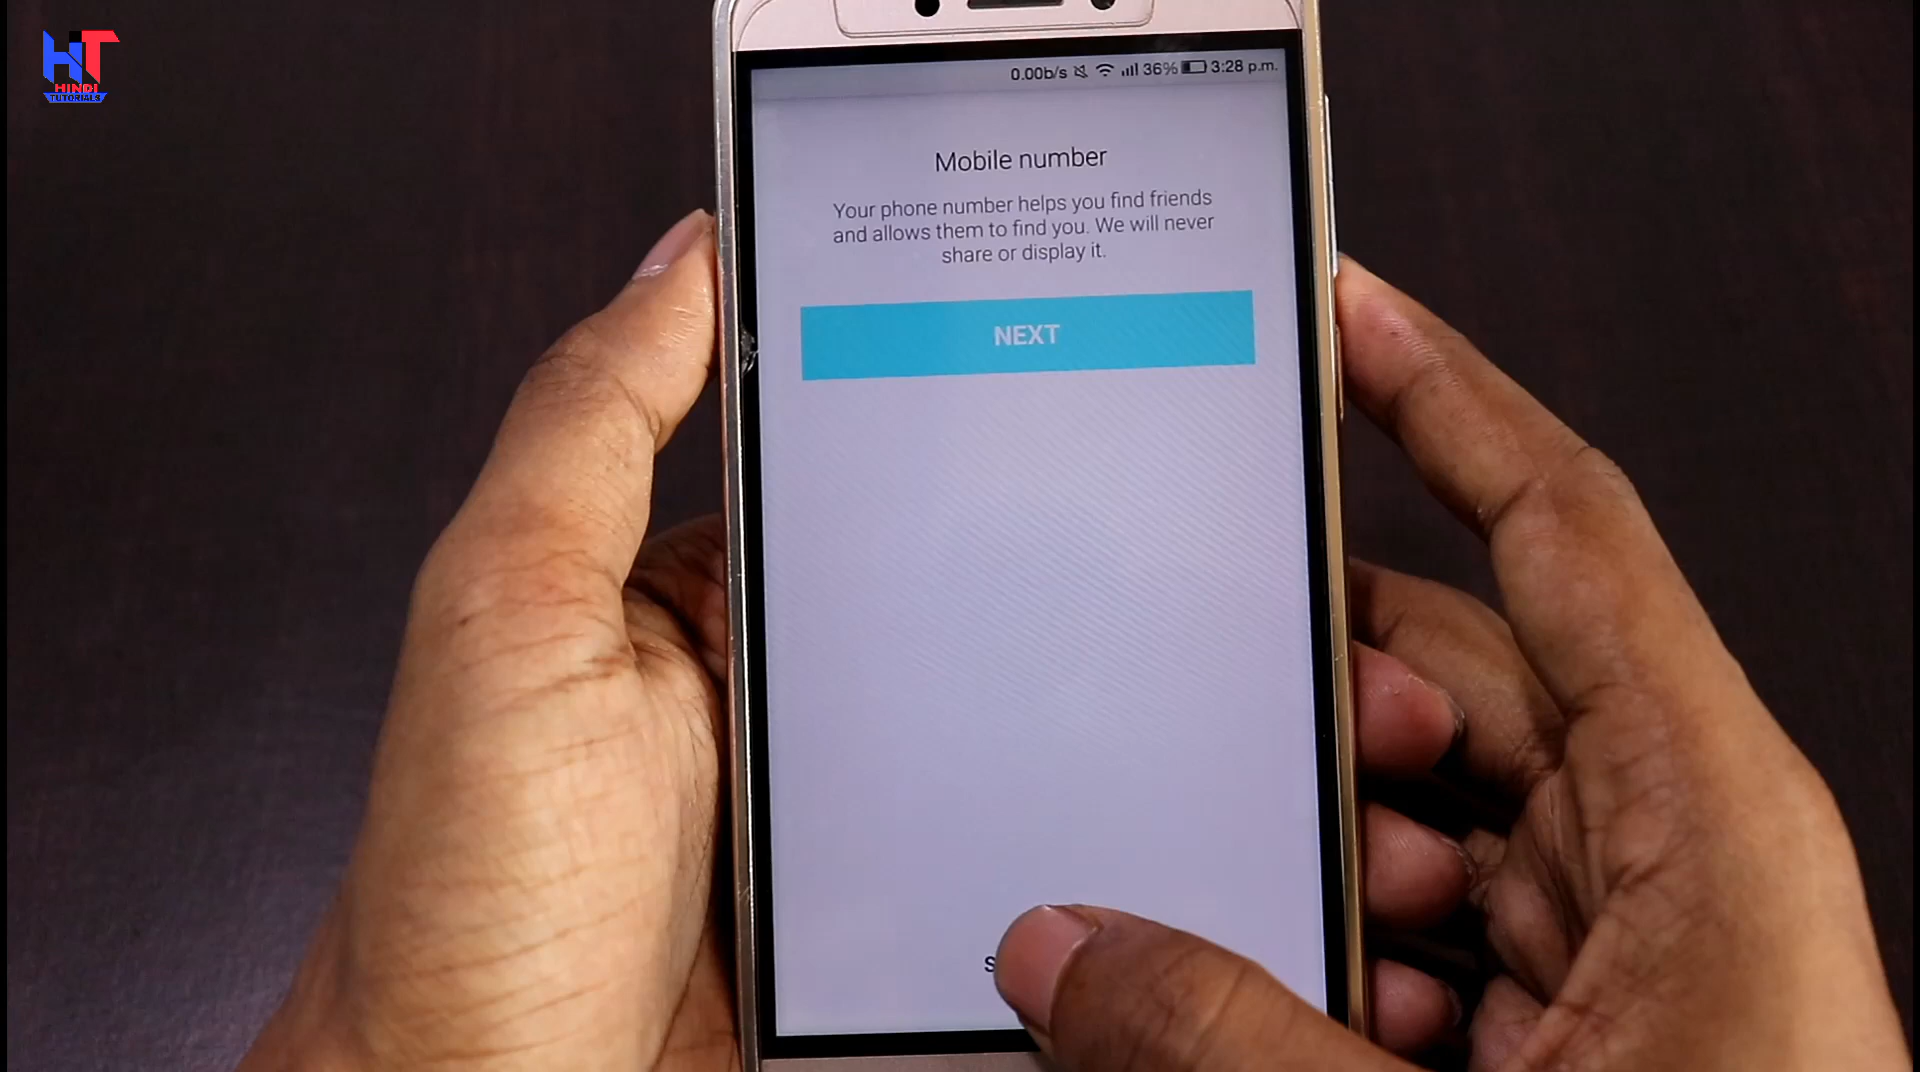 HT
HINDI
TUTORIALS
0.00b/s 36% 3:28 p.m.
Mobile number
Your phone number helps you find friends
and allows them to find you. We will never
share or display it.
NEXT